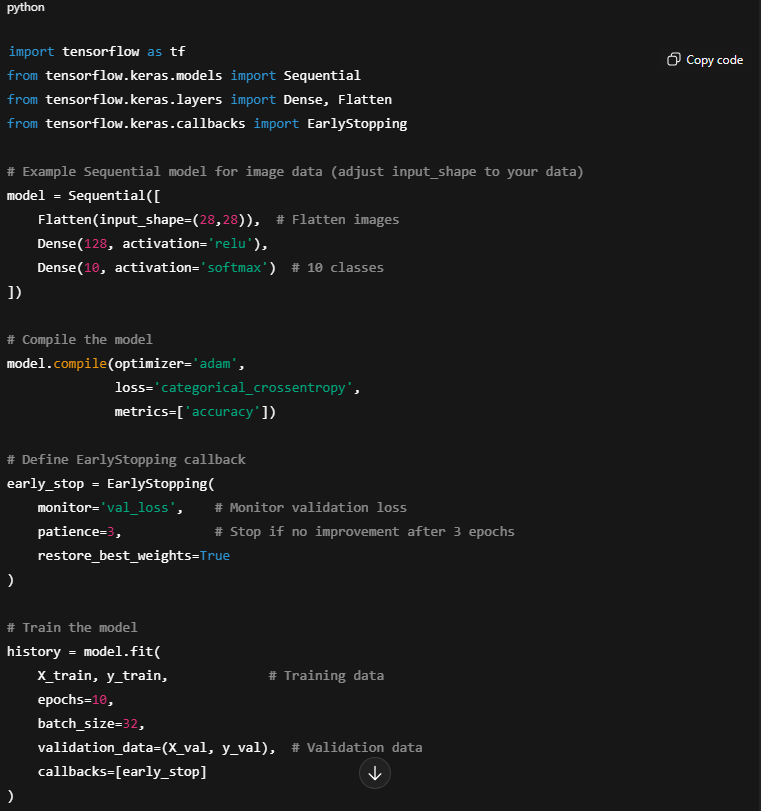 python
import tensorflow as tf
Copy code
from tensorflow.keras.models import Sequential
from tensorflow.keras.layers import Dense, Flatten
from tensorflow.keras.callbacks import EarlyStopping
# Example Sequential model for image data (adjust input_shape to your data)
model = Sequential([
    Flatten(input_shape=(28,28)),  # Flatten images
    Dense(128, activation='relu'),
    Dense(10, activation='softmax')  # 10 classes
])
# Compile the model
model.compile(optimizer='adam',
              loss='categorical_crossentropy',
              metrics=['accuracy'])
# Define EarlyStopping callback
early_stop = EarlyStopping(
    monitor='val_loss',    # Monitor validation loss
    patience=3,            # Stop if no improvement after 3 epochs
    restore_best_weights=True
)
# Train the model
history = model.fit(
    X_train, y_train,             # Training data
    epochs=10,
    batch_size=32,
    validation_data=(X_val, y_val),  # Validation data
    callbacks=[early_stop]
)